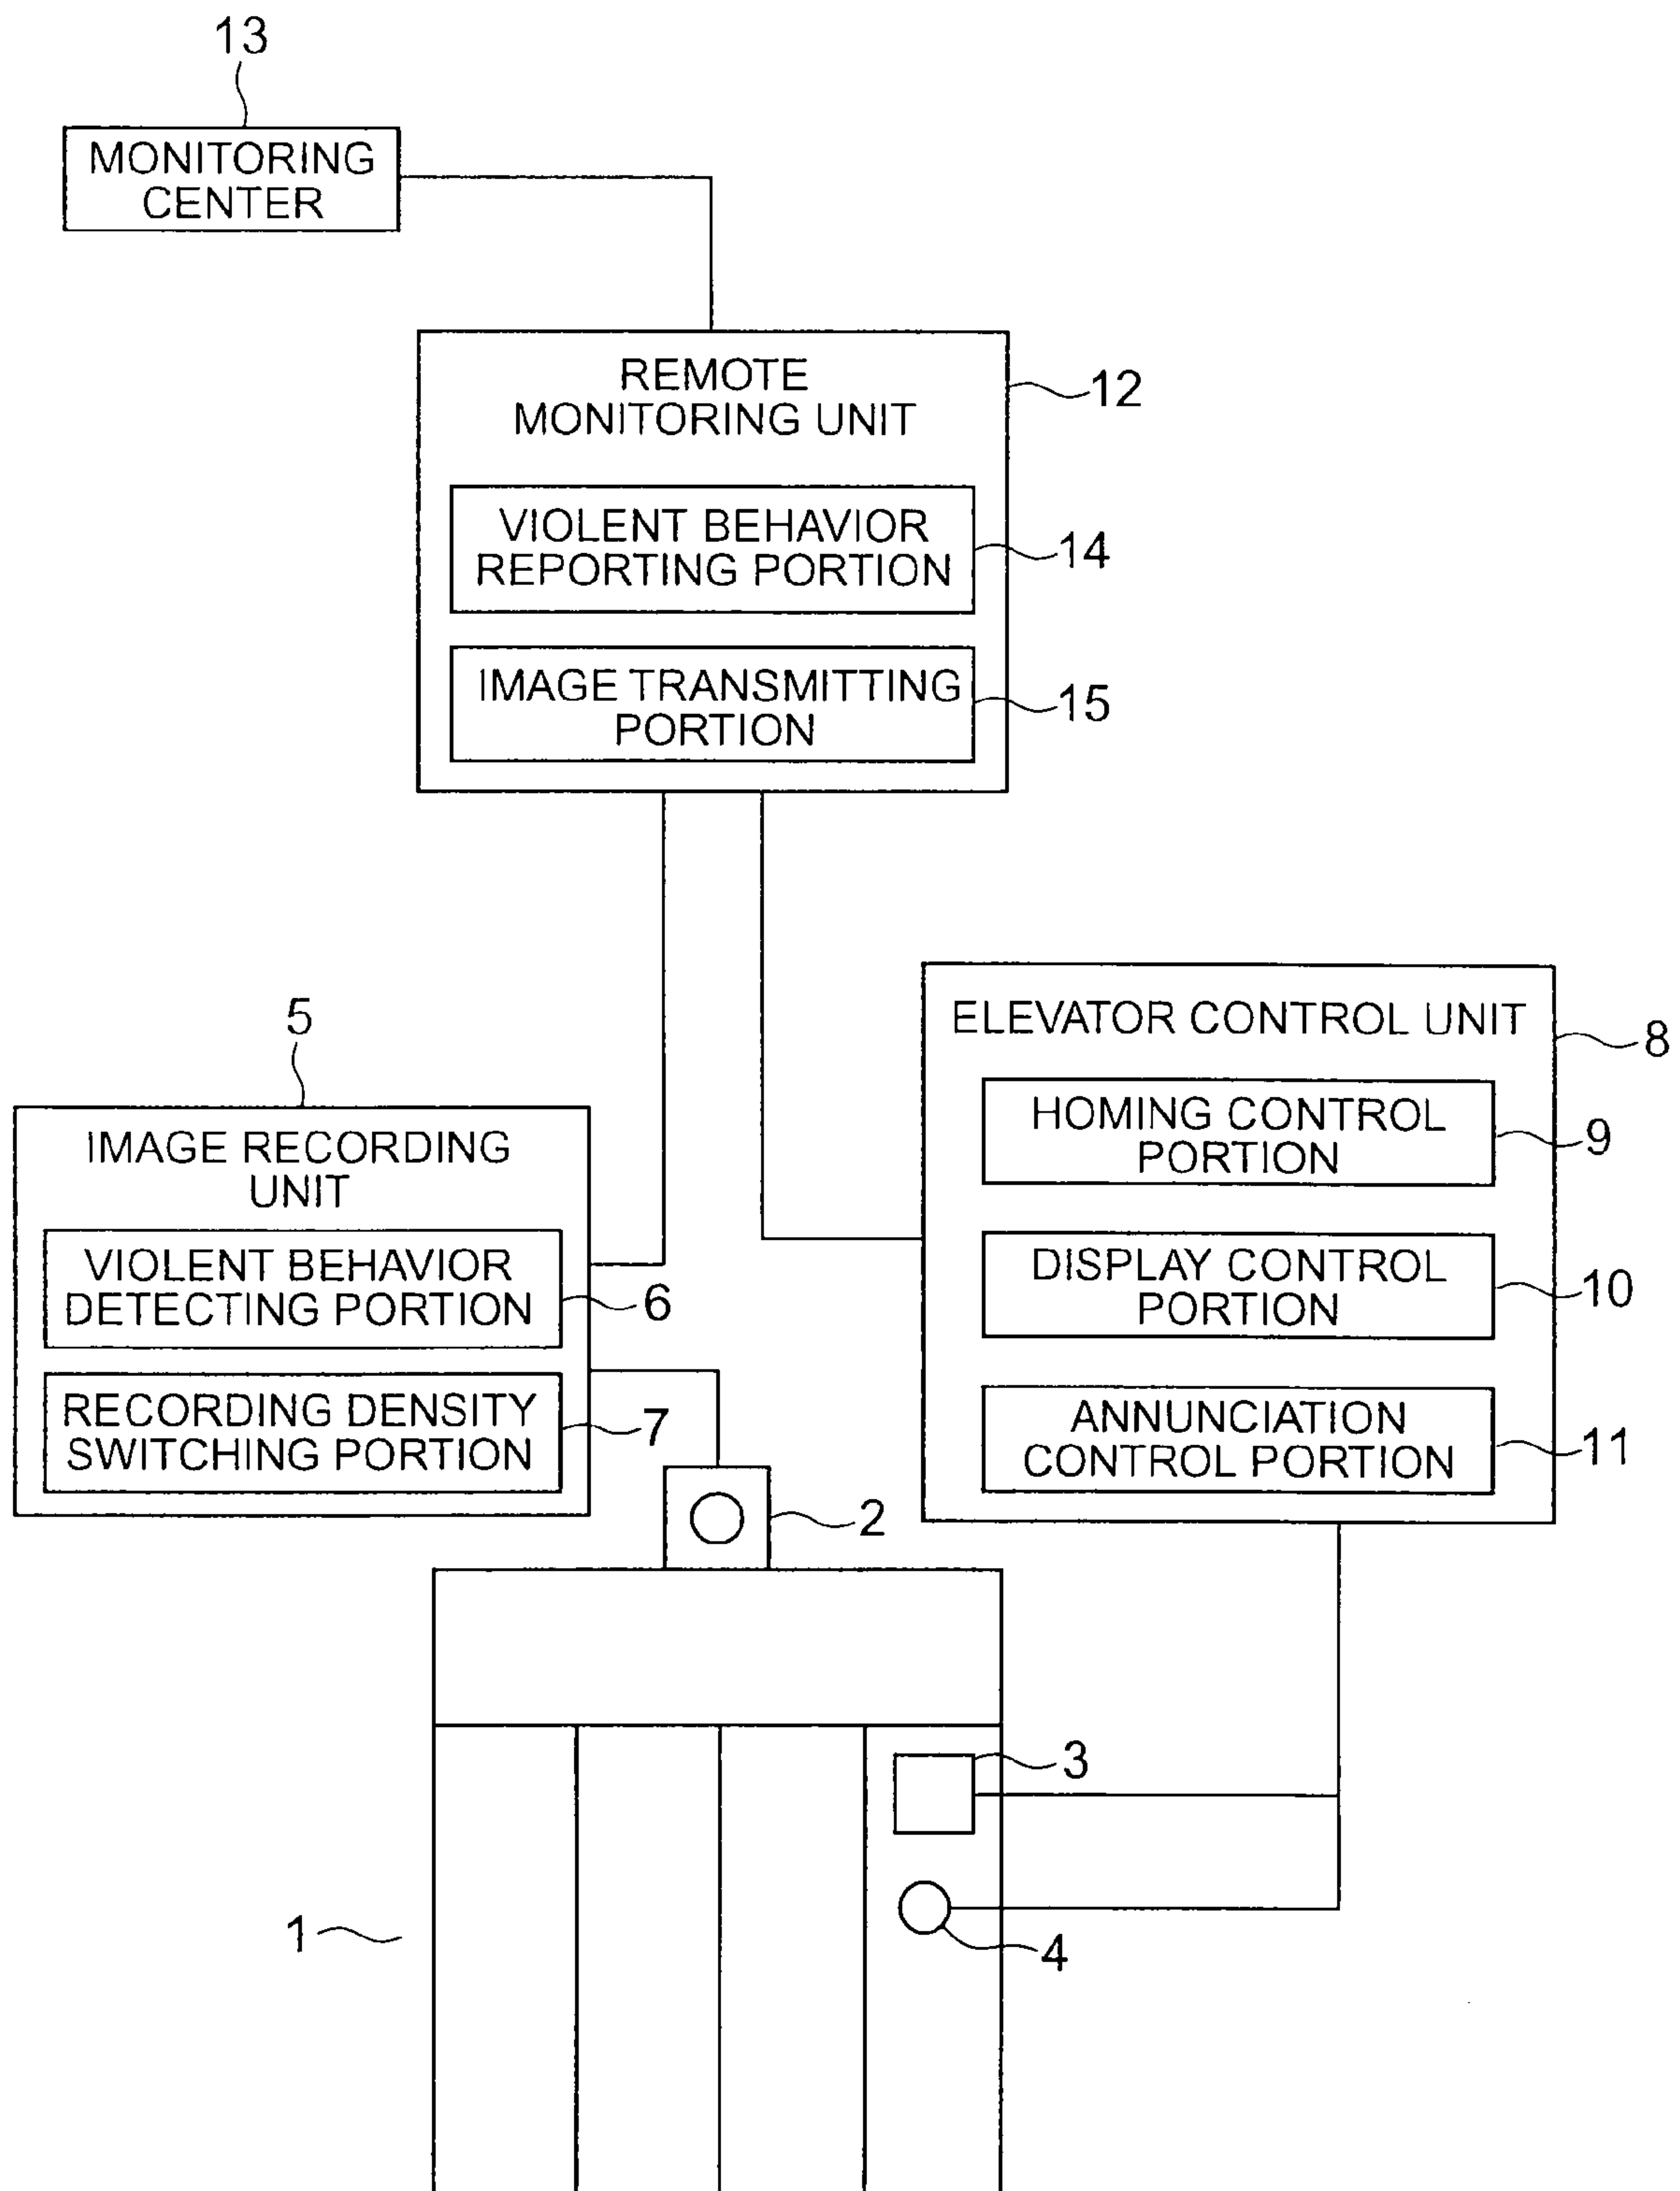 13
MONITORING
CENTER
REMOTE
MONITORING UNIT
12
VIOLENT BEHAVIOR
REPORTING PORTION
14
IMAGE TRANSMITTING
PORTION
15
5
IMAGE RECORDING
UNIT
VIOLENT BEHAVIOR
DETECTING PORTION
6
RECORDING DENSITY
SWITCHING PORTION
7
ELEVATOR CONTROL UNIT
8
HOMING CONTROL
PORTION
9
DISPLAY CONTROL
PORTION
10
ANNUNCIATION
CONTROL PORTION
11
2
3
1
4